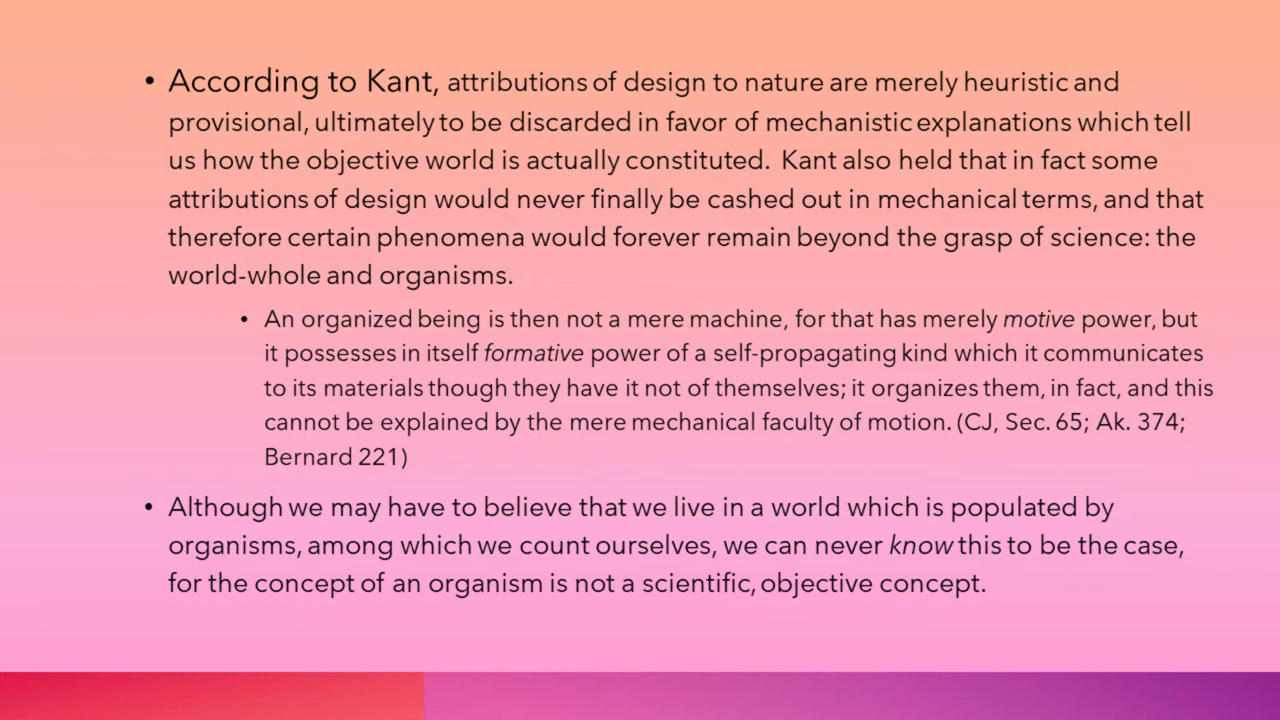 • According to Kant, attributions of design to nature are merely heuristic and
provisional, ultimately to be discarded in favor of mechanistic explanations which tell
us how the objective world is actually constituted. Kant also held that in fact some
attributions of design would never finally be cashed out in mechanical terms, and that
therefore certain phenomena would forever remain beyond the grasp of science: the
world-whole and organisms.
• An organized being is then not a mere machine, for that has merely motive power, but
it possesses in itself formative power of a self-propagating kind which it communicates
to its materials though they have it not of themselves; it organizes them, in fact, and this
cannot be explained by the mere mechanical faculty of motion. (CJ, Sec. 65; Ak. 374;
Bernard 221)
• Although we may have to believe that we live in a world which is populated by
organisms, among which we count ourselves, we can never know this to be the case,
for the concept of an organism is not a scientific, objective concept.